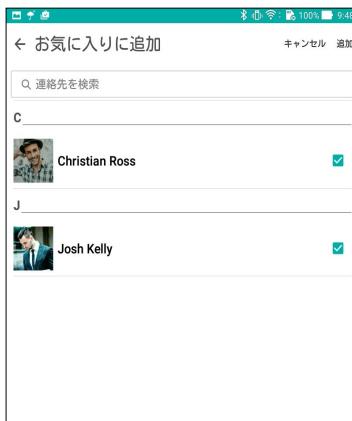 100% 9:48
お気に入りに追加 キャンセル 追加
連絡先を検索
C
Christian Ross
J
Josh Kelly